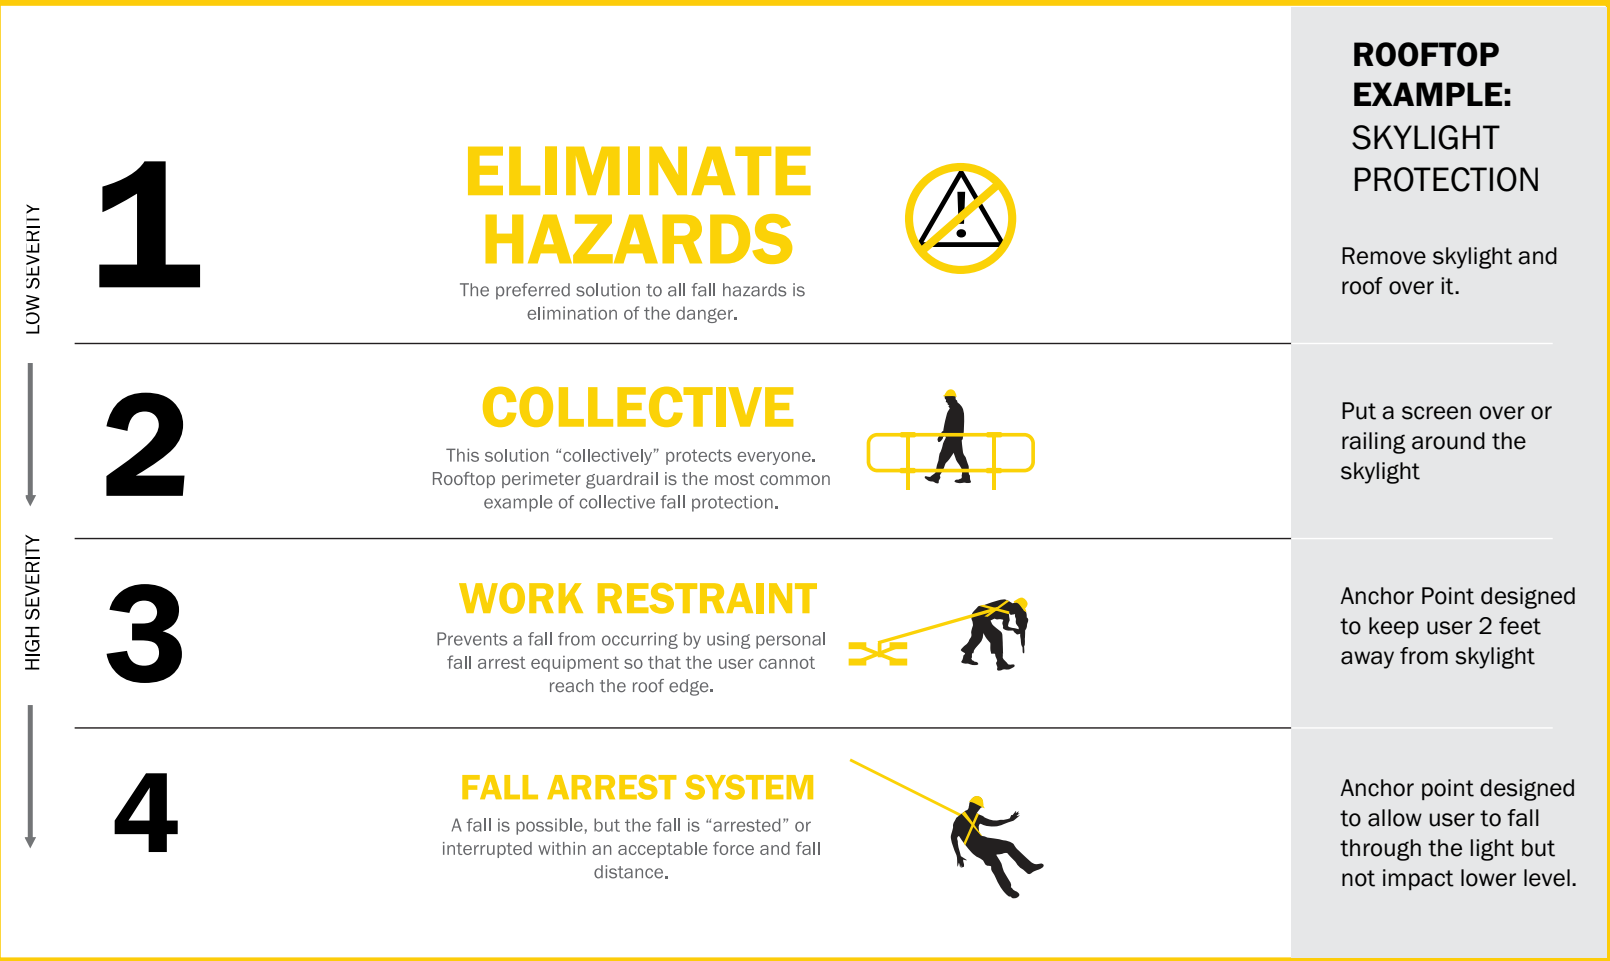 ROOFTOP
EXAMPLE:
SKYLIGHT
PROTECTION
LOW SEVERITY
1
ELIMINATE
HAZARDS
The preferred solution to all fall hazards is
elimination of the danger.
Remove skylight and
roof over it.
2
COLLECTIVE
This solution “collectively” protects everyone.
Rooftop perimeter guardrail is the most common
example of collective fall protection.
Put a screen over or
railing around the
skylight
HIGH SEVERITY
3
WORK RESTRAINT
Prevents a fall from occurring by using personal
fall arrest equipment so that the user cannot
reach the roof edge.
Anchor Point designed
to keep user 2 feet
away from skylight
4
FALL ARREST SYSTEM
A fall is possible, but the fall is “arrested” or
interrupted within an acceptable force and fall
distance.
Anchor point designed
to allow user to fall
through the light but
not impact lower level.